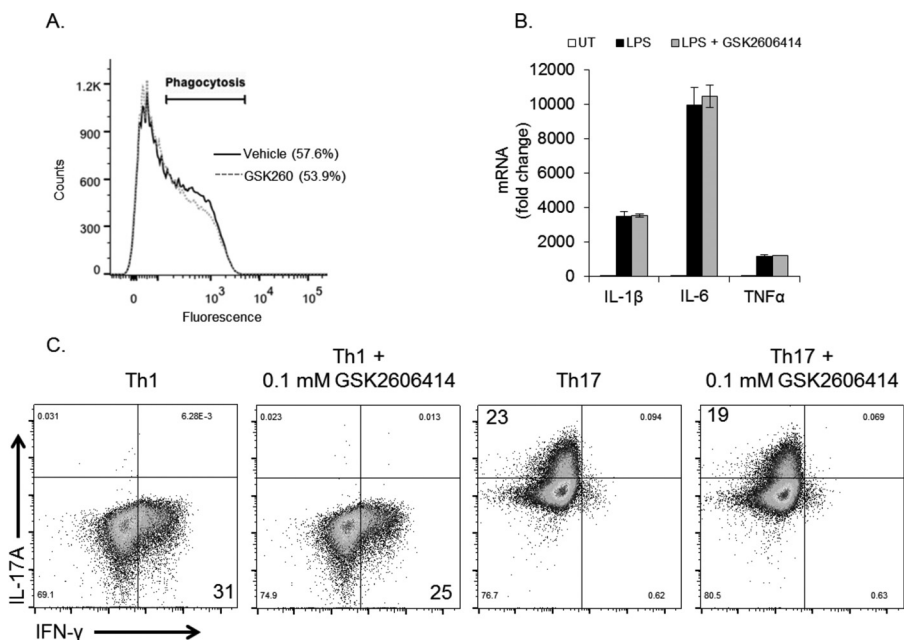 A.
1.2K
900
600
300
0
Counts
Phagocytosis
Vehicle (57.6%)
GSK260 (53.9%)
0 10³ 10⁴ 10⁵
Fluorescence
B.
UT LPS LPS + GSK2606414
12000
10000
8000
6000
4000
2000
0
mRNA
(fold change)
IL-1β IL-6 TNFα
C.
Th1
Th1 +
0.1 mM GSK2606414
Th17
Th17 +
0.1 mM GSK2606414
0.031 6.28E-3
69.1 31
0.023 0.013
74.9 25
23 0.094
76.7 0.62
19 0.069
80.5 0.63
IL-17A
IFN-γ